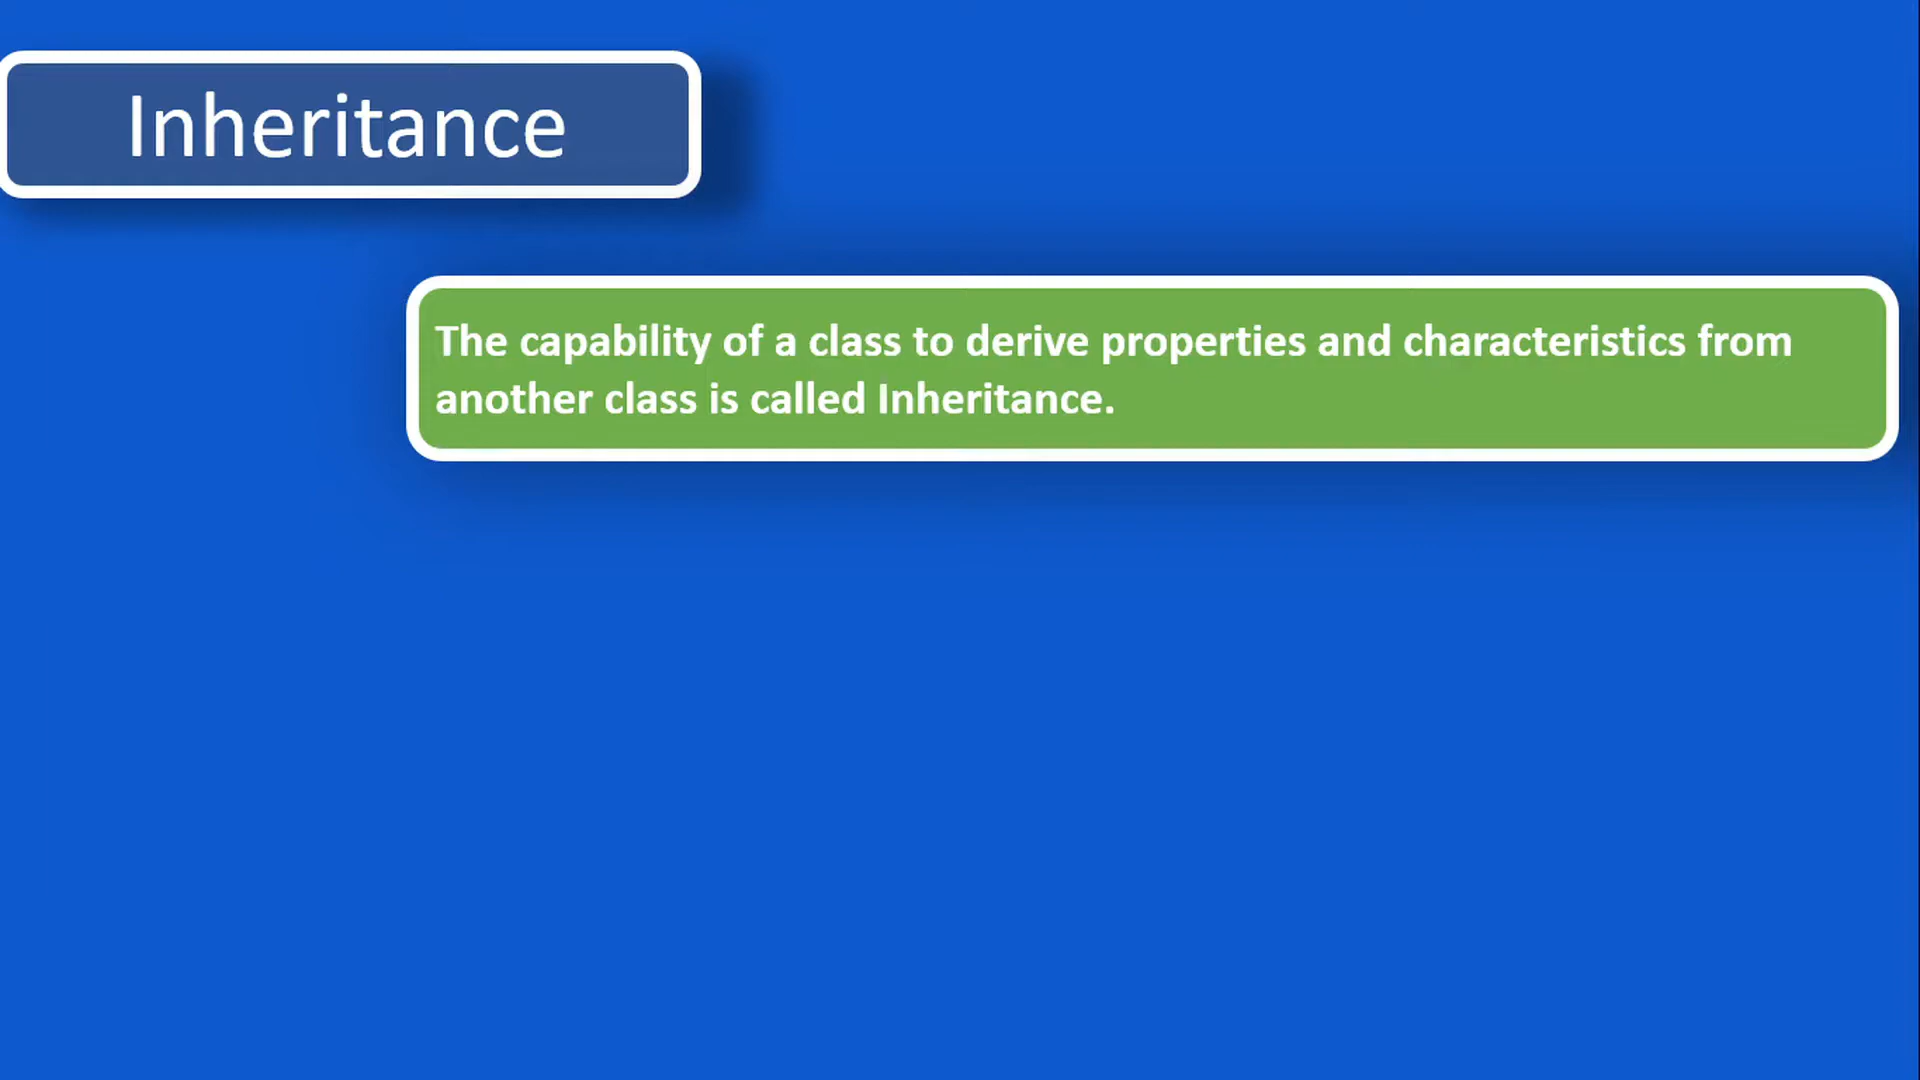 Inheritance
The capability of a class to derive properties and characteristics from
another class is called Inheritance.